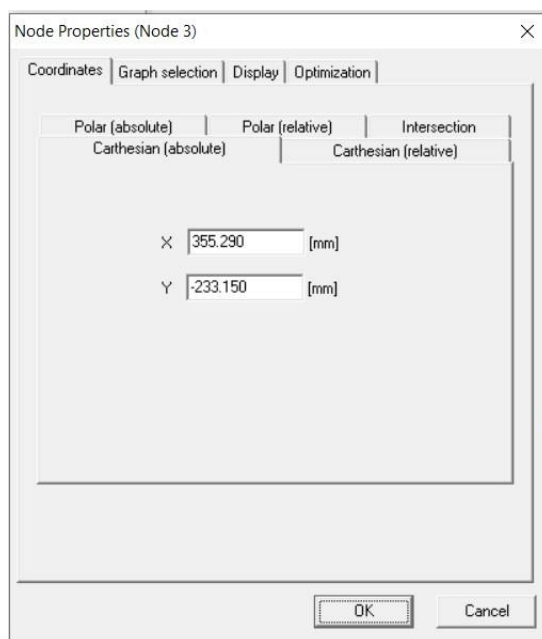 Node Properties (Node 3)
Coordinates Graph selection Display Optimization
Polar (absolute) Polar (relative) Intersection
Carthesian (absolute) Carthesian (relative)
X 355.290 [mm]
Y -233.150 [mm]
OK Cancel